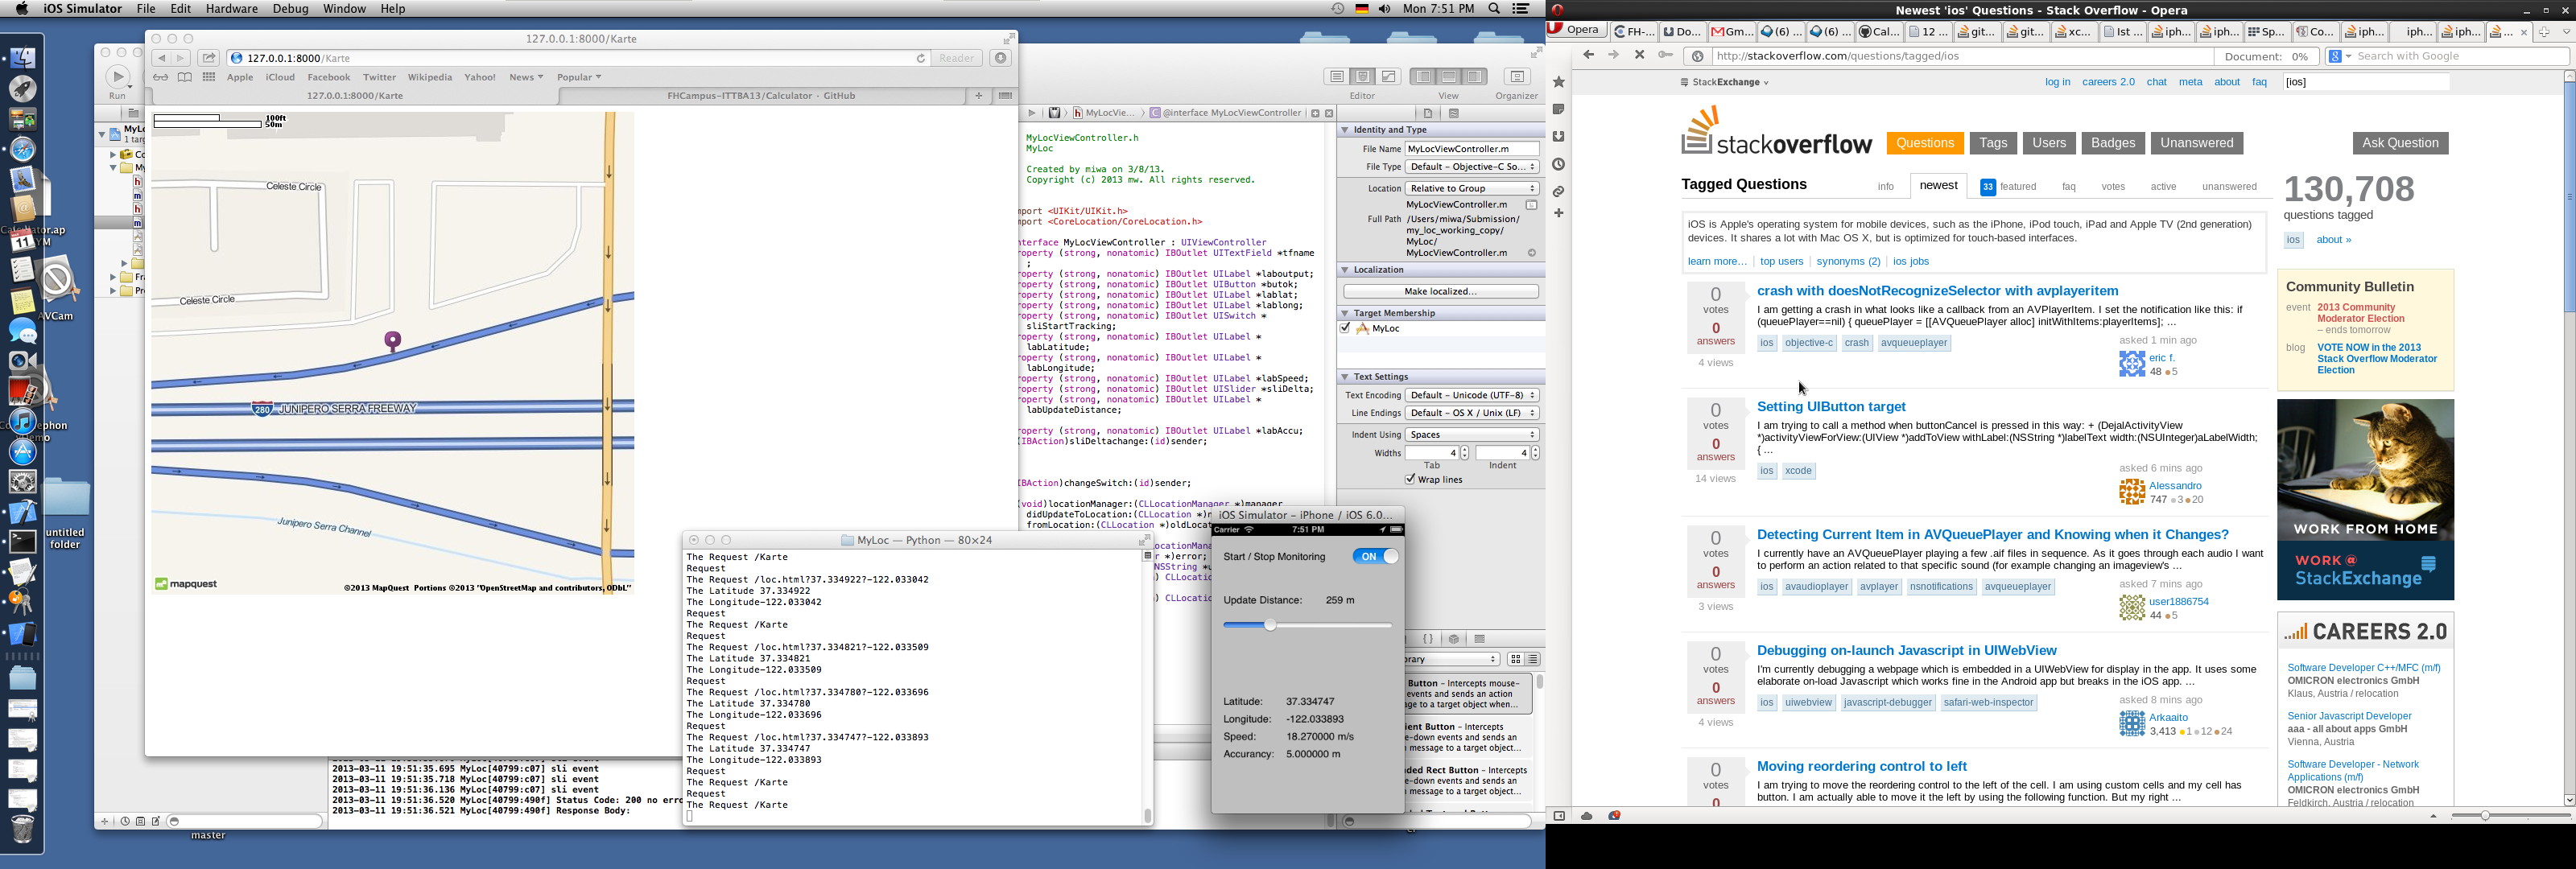 iOS Simulator File Edit Hardware Debug Window Help
Mon 7:51 PM
127.0.0.1:8000/Karte
127.0.0.1:8000/Karte
Reader
Apple iCloud Facebook Twitter Wikipedia Yahoo! News Popular
127.0.0.1:8000/Karte
FHCampus-ITTBA13/Calculator - GitHub
Run
100ft
50m
Celeste Circle
Celeste Circle
280
JUNIPERO SERRA FREEWAY
Junipero Serra Channel
mapquest
©2013 MapQuest Portions ©2013 "OpenStreetMap and contributors, ODbL"
AVCam
untitled
folder
master
Editor View Organizer
MyLocVie... @interface MyLocViewController
MyLocViewController.h
MyLoc
Created by miwa on 3/8/13.
Copyright (c) 2013 mw. All rights reserved.
mport <UIKit/UIKit.h>
mport <CoreLocation/CoreLocation.h>
nterface MyLocViewController : UIViewController
roperty (strong, nonatomic) IBOutlet UITextField *tfname
;
roperty (strong, nonatomic) IBOutlet UILabel *laboutput;
roperty (strong, nonatomic) IBOutlet UIButton *butok;
roperty (strong, nonatomic) IBOutlet UILabel *lablat;
roperty (strong, nonatomic) IBOutlet UILabel *lablong;
roperty (strong, nonatomic) IBOutlet UISwitch *
sliStartTracking;
roperty (strong, nonatomic) IBOutlet UILabel *
labLatitude;
roperty (strong, nonatomic) IBOutlet UILabel *
labLongitude;
roperty (strong, nonatomic) IBOutlet UILabel *labSpeed;
roperty (strong, nonatomic) IBOutlet UISlider *sliDelta;
roperty (strong, nonatomic) IBOutlet UILabel *
labUpdateDistance;
roperty (strong, nonatomic) IBOutlet UILabel *labAccu;
IBAction)sliDeltachange:(id)sender;
IBAction)changeSwitch:(id)sender;
void)locationManager:(CLLocationManager *)manager
didUpdateToLocation:(CLLocation *)
fromLocation:(CLLocation *)oldLocat
Identity and Type
File Name MyLocViewController.m
File Type Default - Objective-C So...
Location Relative to Group
MyLocViewController.m
Full Path /Users/miwa/Submission/
my_loc_working_copy/
MyLoc/
MyLocViewController.m
Localization
Make localized...
Target Membership
MyLoc
Text Settings
Text Encoding Default - Unicode (UTF-8)
Line Endings Default - OS X / Unix (LF)
Indent Using Spaces
Widths 4 4
Tab Indent
Wrap lines
MyLoc — Python — 80×24
The Request /Karte
Request
The Request /loc.html?37.334922?-122.033042
The Latitude 37.334922
The Longitude-122.033042
Request
The Request /Karte
Request
The Request /loc.html?37.334821?-122.033509
The Latitude 37.334821
The Longitude-122.033509
Request
The Request /loc.html?37.334780?-122.033696
The Latitude 37.334780
The Longitude-122.033696
Request
The Request /loc.html?37.334747?-122.033893
The Latitude 37.334747
The Longitude-122.033893
Request
The Request /Karte
Request
The Request /Karte
2013-03-11 19:51:35.695 MyLoc[40799:c07] sli event
2013-03-11 19:51:35.718 MyLoc[40799:c07] sli event
2013-03-11 19:51:36.136 MyLoc[40799:c07] sli event
2013-03-11 19:51:36.520 MyLoc[40799:490f] Status Code: 200 no erro
2013-03-11 19:51:36.521 MyLoc[40799:490f] Response Body:
iOS Simulator - iPhone / iOS 6.0...
Carrier 7:51 PM
Start / Stop Monitoring ON
Update Distance: 259 m
Latitude: 37.334747
Longitude: -122.033893
Speed: 18.270000 m/s
Accurancy: 5.000000 m
Button - Intercepts mouse-
events and sends an action
ge to a target object when...
ient Button - Intercepts
e-down events and sends an
message to a target object...
ded Rect Button - Intercepts
e-down events and sends an
message to a target object...
Newest 'ios' Questions - Stack Overflow - Opera
Opera
FH-... Do... Gm... (6) ... (6) ... Cal... 12 ... git... git... xc... Ist ... iph... iph... Sp... Co... iph... iph... iph...
http://stackoverflow.com/questions/tagged/ios
Document: 0%
Search with Google
StackExchange
log in careers 2.0 chat meta about faq
[ios]
stackoverflow
Questions Tags Users Badges Unanswered
Ask Question
Tagged Questions
info newest 33 featured faq votes active unanswered
iOS is Apple's operating system for mobile devices, such as the iPhone, iPod touch, iPad and Apple TV (2nd generation)
devices. It shares a lot with Mac OS X, but is optimized for touch-based interfaces.
learn more... top users synonyms (2) ios jobs
0
votes
0
answers
4 views
crash with doesNotRecognizeSelector with avplayeritem
I am getting a crash in what looks like a callback from an AVPlayerItem. I set the notification like this: if
(queuePlayer==nil) { queuePlayer = [[AVQueuePlayer alloc] initWithItems:playerItems]; ...
ios objective-c crash avqueueplayer
asked 1 min ago
eric f.
48 5
0
votes
0
answers
14 views
Setting UIButton target
I am trying to call a method when buttonCancel is pressed in this way: + (DejalActivityView
*)activityViewForView:(UIView *)addToView withLabel:(NSString *)labelText width:(NSUInteger)aLabelWidth;
{ ...
ios xcode
asked 6 mins ago
Alessandro
747 3 20
0
votes
0
answers
3 views
Detecting Current Item in AVQueuePlayer and Knowing when it Changes?
I currently have an AVQueuePlayer playing a few .aif files in sequence. As it goes through each audio I want
to perform an action related to that specific sound (for example changing an imageview's ...
ios avaudioplayer avplayer nsnotifications avqueueplayer
asked 7 mins ago
user1886754
44 5
0
votes
0
answers
4 views
Debugging on-launch Javascript in UIWebView
I'm currently debugging a webpage which is embedded in a UIWebView for display in the app. It uses some
elaborate on-load Javascript which works fine in the Android app but breaks in the iOS app. ...
ios uiwebview javascript-debugger safari-web-inspector
asked 8 mins ago
Arkaaito
3,413 1 12 24
0
votes
0
Moving reordering control to left
I am trying to move the reordering control to the left of the cell. I am using custom cells and my cell has
button. I am actually able to move it the left by using the following function. But my right ...
130,708
questions tagged
ios about »
Community Bulletin
event 2013 Community
Moderator Election
– ends tomorrow
blog VOTE NOW in the 2013
Stack Overflow Moderator
Election
WORK FROM HOME
WORK @
StackExchange
CAREERS 2.0
Software Developer C++/MFC (m/f)
OMICRON electronics GmbH
Klaus, Austria / relocation
Senior Javascript Developer
aaa - all about apps GmbH
Vienna, Austria
Software Developer - Network
Applications (m/f)
OMICRON electronics GmbH
Feldkirch, Austria / relocation